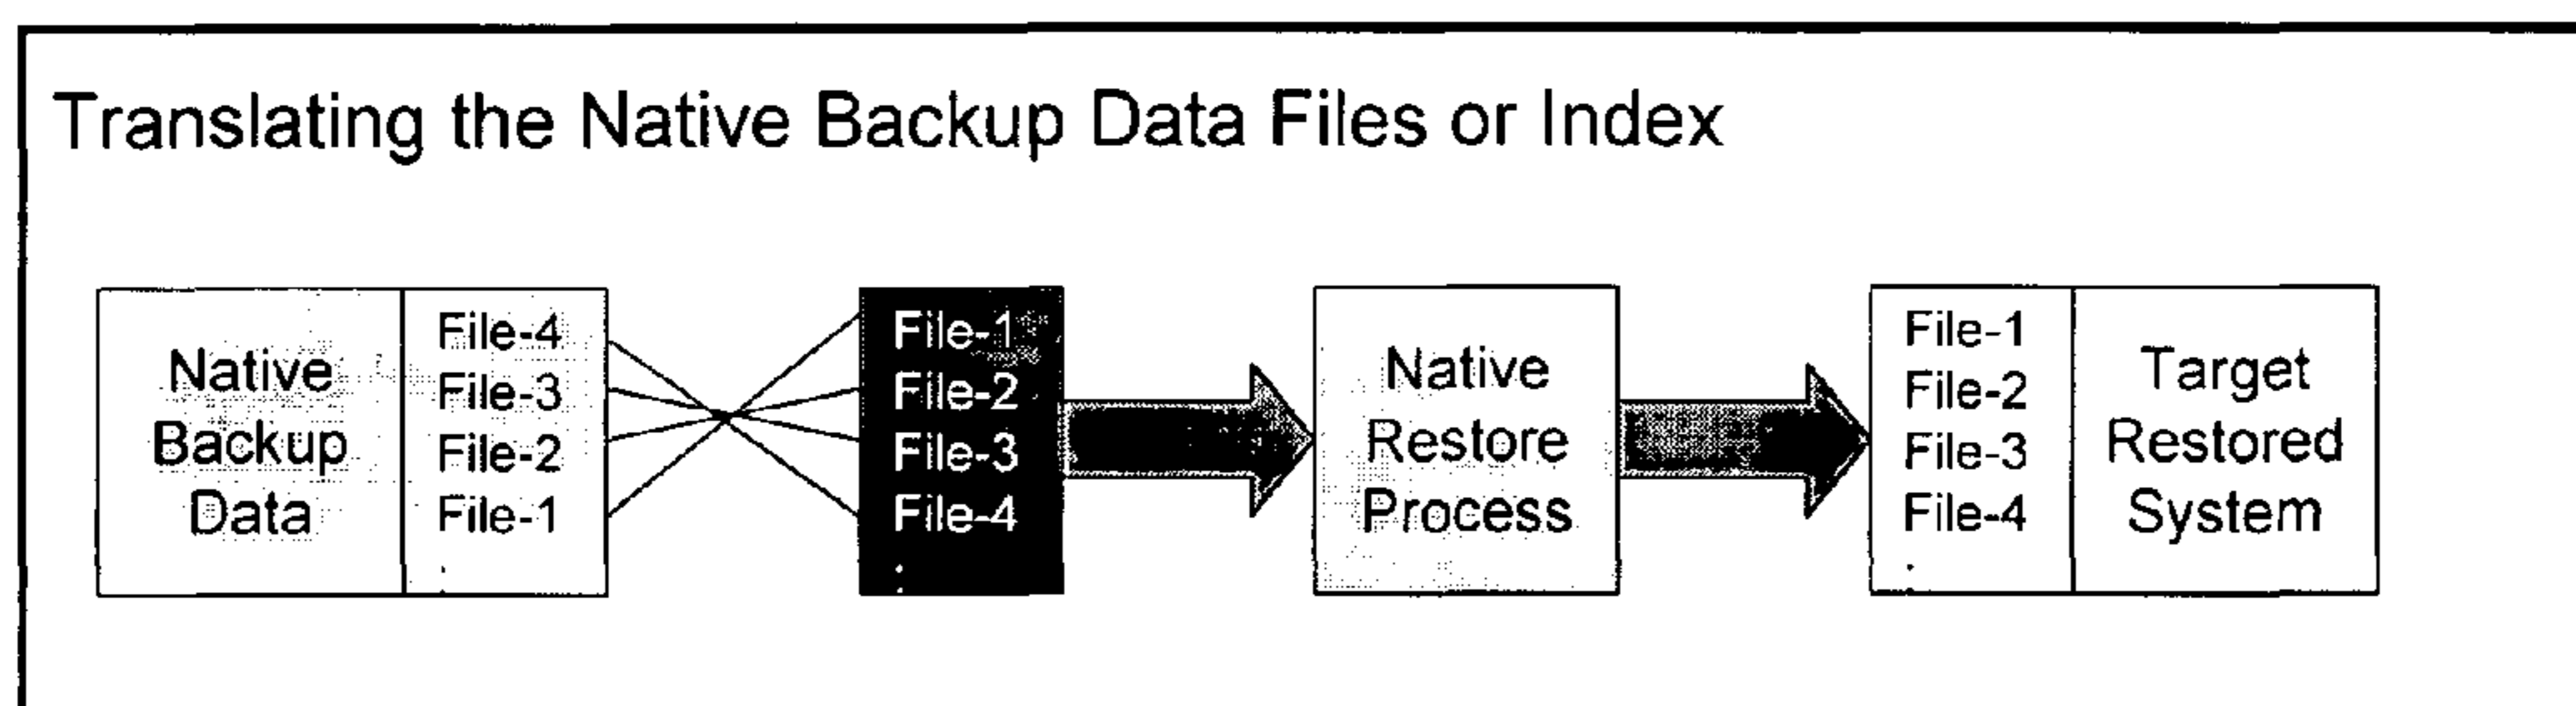 Translating the Native Backup Data Files or Index
Native
Backup
Data
File-4
File-3
File-2
File-1
.
File-1
File-2
File-3
File-4
:
Native
Restore
Process
File-1
File-2
File-3
File-4
:
Target
Restored
System